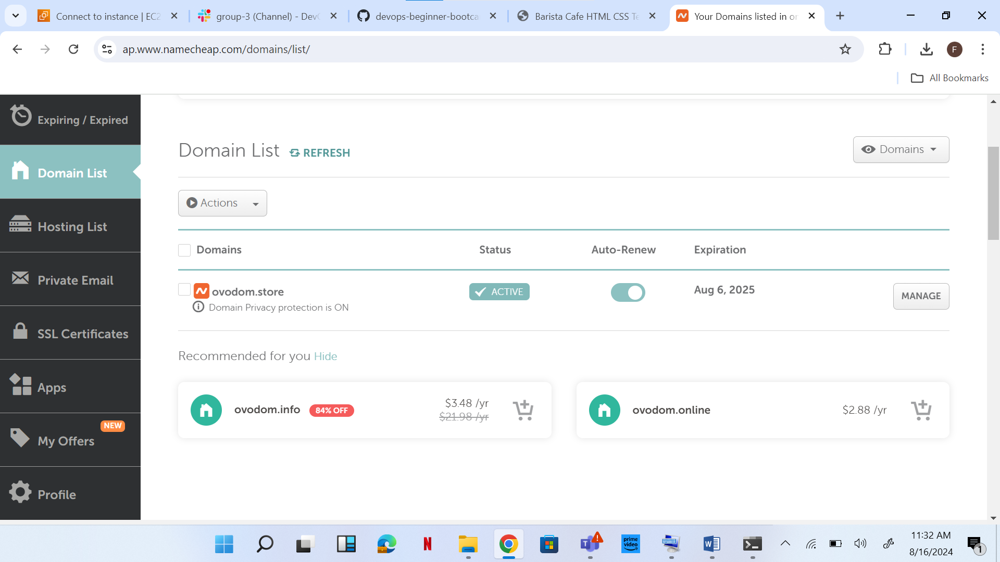 Connect to instance | EC2
group-3 (Channel) - Dev
devops-beginner-bootca
Barista Cafe HTML CSS Te
Your Domains listed in or
ap.www.namecheap.com/domains/list/
F
All Bookmarks
Expiring / Expired
Domain List
Hosting List
Private Email
SSL Certificates
Apps
NEW
My Offers
Profile
Domain List REFRESH
Domains
Actions
Domains Status Auto-Renew Expiration
ovodom.store ACTIVE Aug 6, 2025 MANAGE
Domain Privacy protection is ON
Recommended for you Hide
ovodom.info 84% OFF $3.48 /yr
$21.98 /yr
ovodom.online $2.88 /yr
N
T
prime video
W
11:32 AM
8/16/2024
1